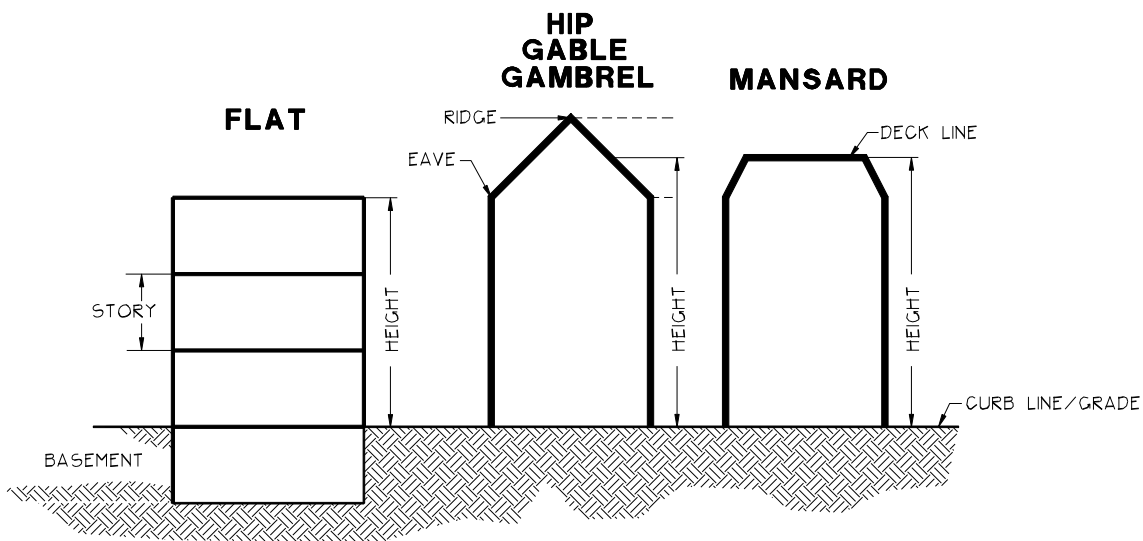 HIP
GABLE
GAMBREL
MANSARD
FLAT
RIDGE
DECK LINE
EAVE
STORY
HEIGHT
HEIGHT
HEIGHT
CURB LINE/GRADE
BASEMENT